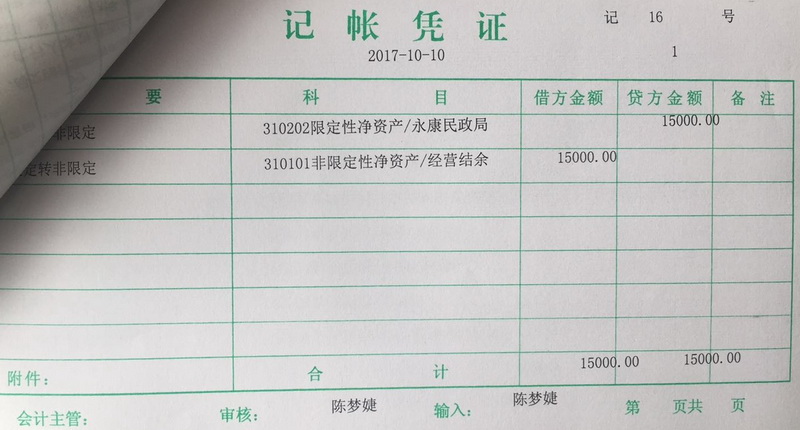 记帐凭证 记 16 号
2017-10-10 1
要 科目 借方金额 贷方金额 备注
非限定 310202限定性净资产/永康民政局 15000.00
定转非限定 310101非限定性净资产/经营结余 15000.00
附件: 合计 15000.00 15000.00
会计主管: 审核: 陈梦婕 输入: 陈梦婕 第 页共 页